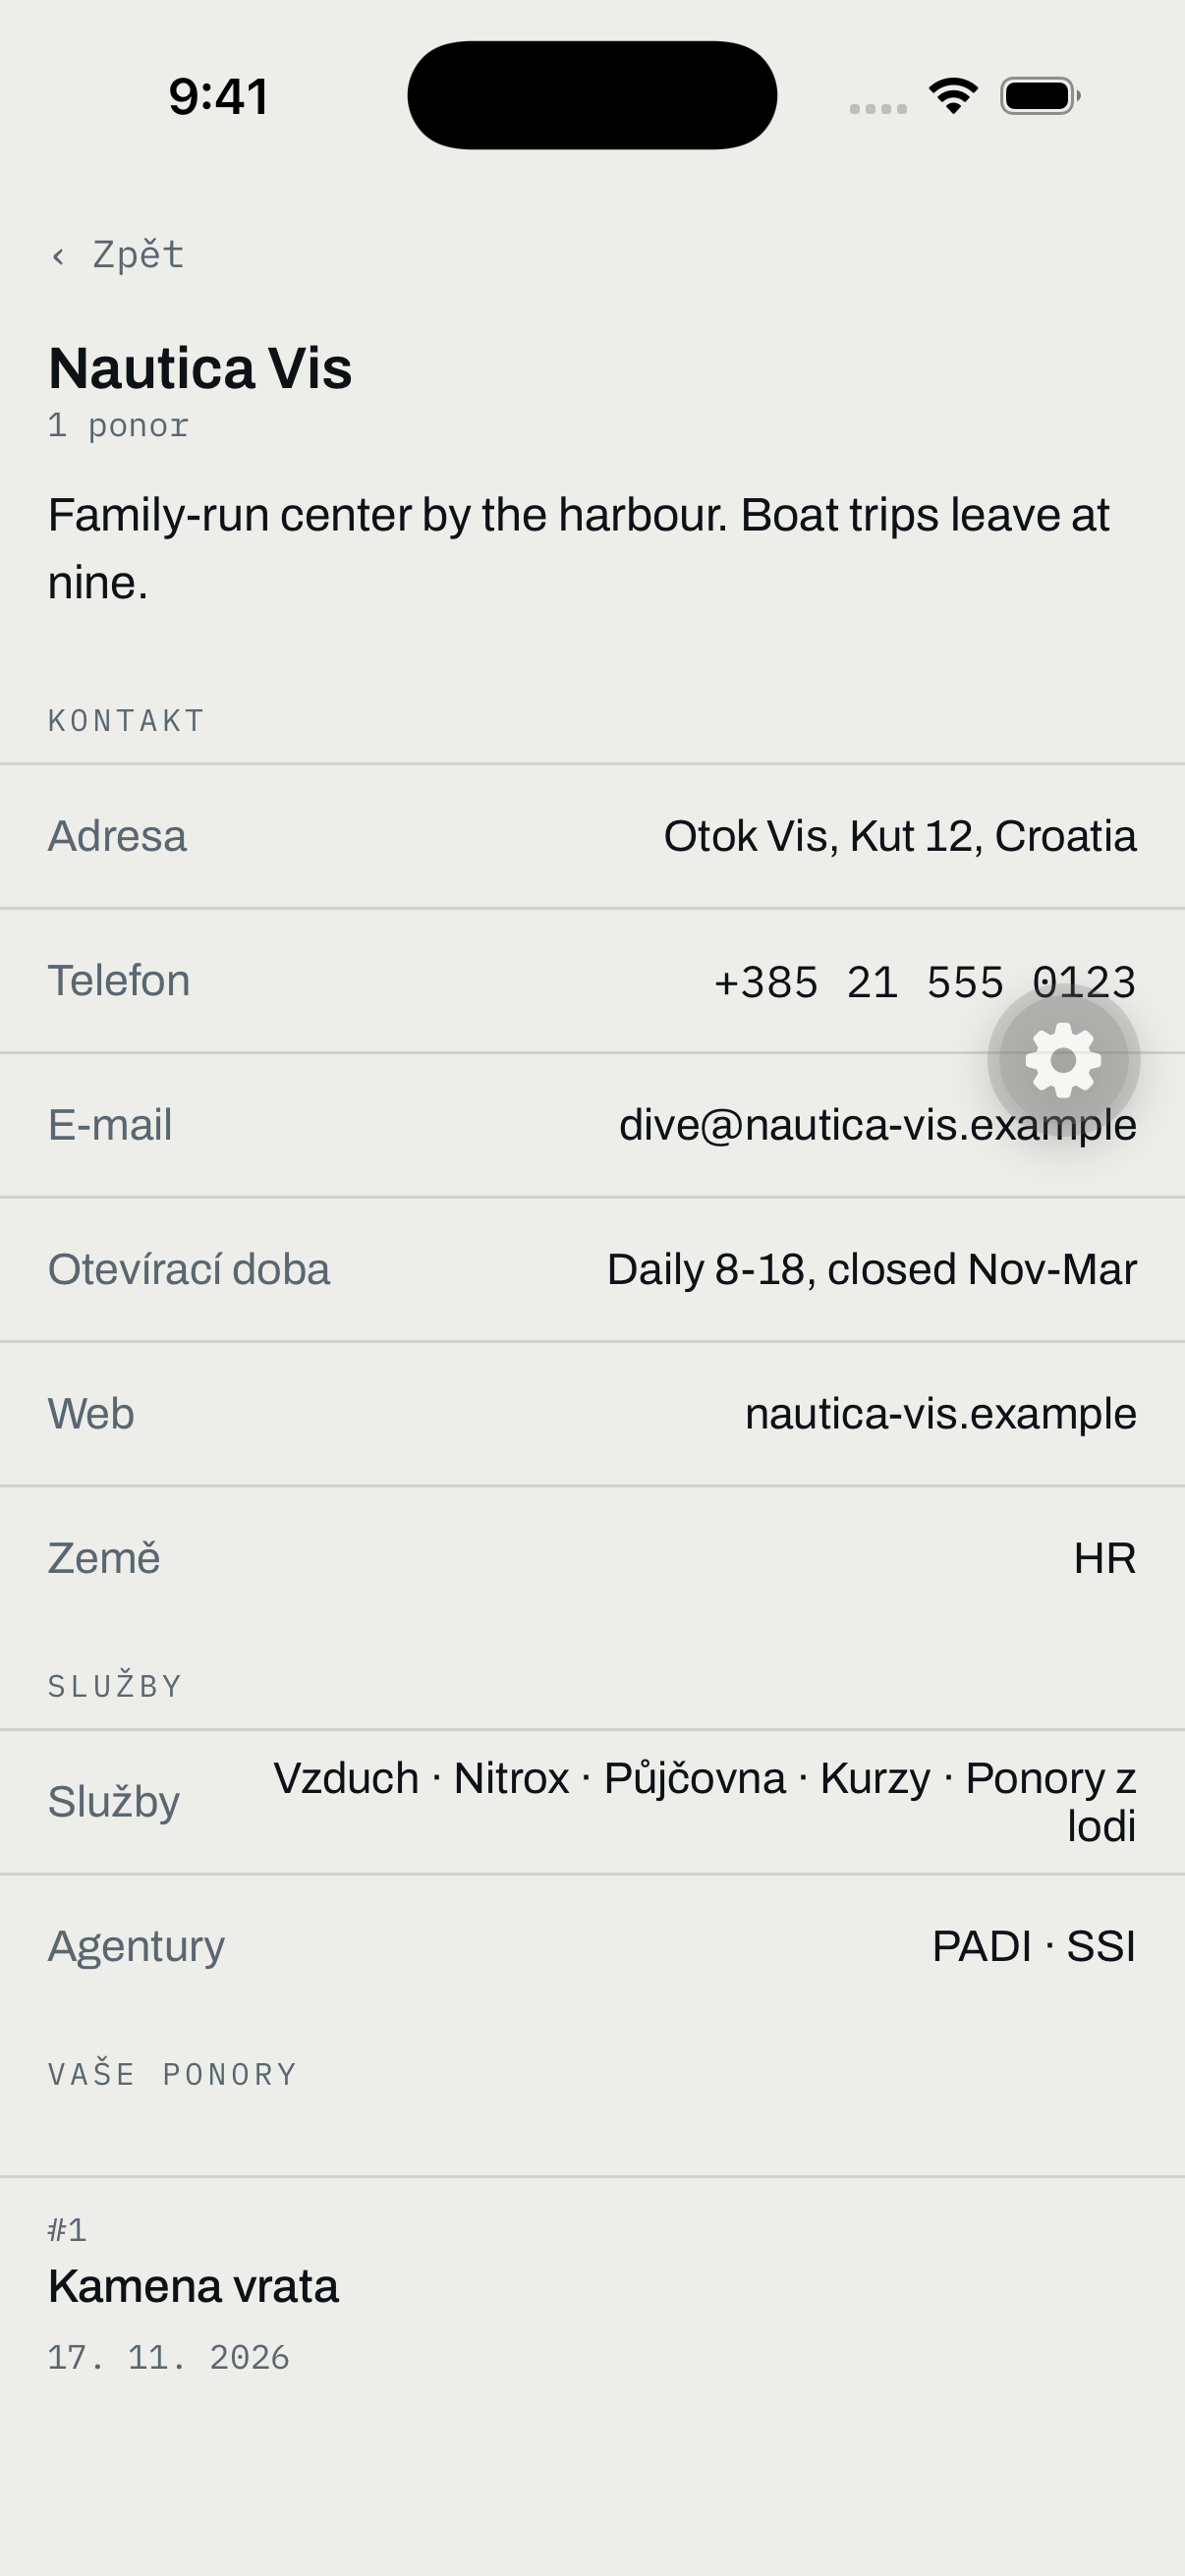 9:41
‹ Zpět
Nautica Vis
1 ponor
Family-run center by the harbour. Boat trips leave at
nine.
KONTAKT
Adresa Otok Vis, Kut 12, Croatia
Telefon +385 21 555 0123
E-mail dive@nautica-vis.example
Otevírací doba Daily 8-18, closed Nov-Mar
Web nautica-vis.example
Země HR
SLUŽBY
Služby Vzduch · Nitrox · Půjčovna · Kurzy · Ponory z
lodi
Agentury PADI · SSI
VAŠE PONORY
#1
Kamena vrata
17. 11. 2026